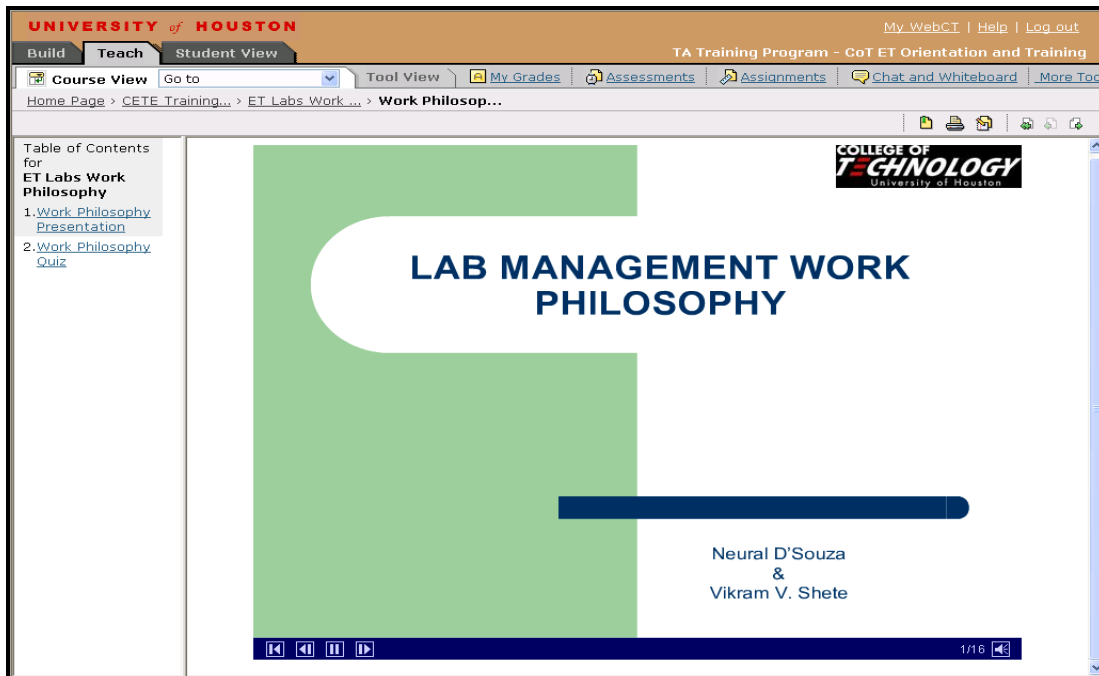 UNIVERSITY of HOUSTON
My WebCT | Help | Log out
Build Teach Student View
TA Training Program - CoT ET Orientation and Training
Course View Go to Tool View My Grades Assessments Assignments Chat and Whiteboard More Too
Home Page > CETE Training... > ET Labs Work ... > Work Philosop...
Table of Contents
for
ET Labs Work
Philosophy
1.Work Philosophy
Presentation
2.Work Philosophy
Quiz
COLLEGE OF
TECHNOLOGY
University of Houston
LAB MANAGEMENT WORK
PHILOSOPHY
Neural D'Souza
&
Vikram V. Shete
1/16